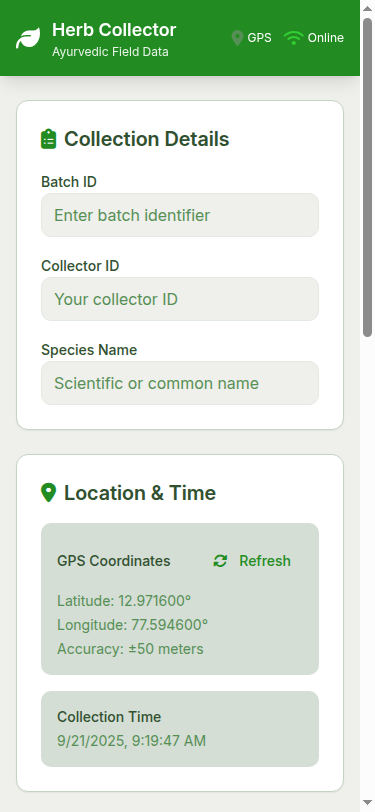 Herb Collector
Ayurvedic Field Data
GPS
Online
Collection Details
Batch ID
Enter batch identifier
Collector ID
Your collector ID
Species Name
Scientific or common name
Location & Time
GPS Coordinates
Refresh
Latitude: 12.971600°
Longitude: 77.594600°
Accuracy: ±50 meters
Collection Time
9/21/2025, 9:19:47 AM